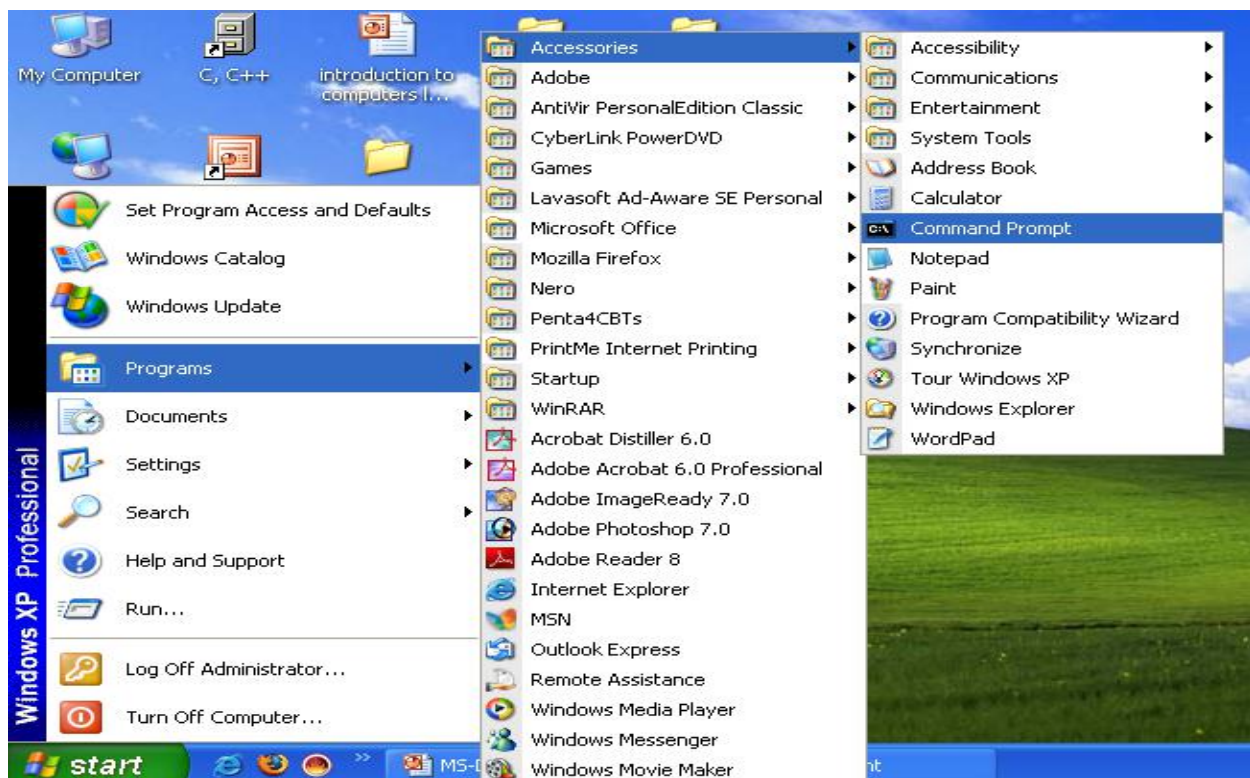 My Computer
C, C++
introduction to
computers I...
Set Program Access and Defaults
Windows Catalog
Windows Update
Programs
Documents
Settings
Search
Help and Support
Run...
Log Off Administrator...
Turn Off Computer...
Windows XP Professional
start
MS-D
nt
Accessories
Adobe
AntiVir PersonalEdition Classic
CyberLink PowerDVD
Games
Lavasoft Ad-Aware SE Personal
Microsoft Office
Mozilla Firefox
Nero
Penta4CBTs
PrintMe Internet Printing
Startup
WinRAR
Acrobat Distiller 6.0
Adobe Acrobat 6.0 Professional
Adobe ImageReady 7.0
Adobe Photoshop 7.0
Adobe Reader 8
Internet Explorer
MSN
Outlook Express
Remote Assistance
Windows Media Player
Windows Messenger
Windows Movie Maker
Accessibility
Communications
Entertainment
System Tools
Address Book
Calculator
C:\
Command Prompt
Notepad
Paint
Program Compatibility Wizard
Synchronize
Tour Windows XP
Windows Explorer
WordPad